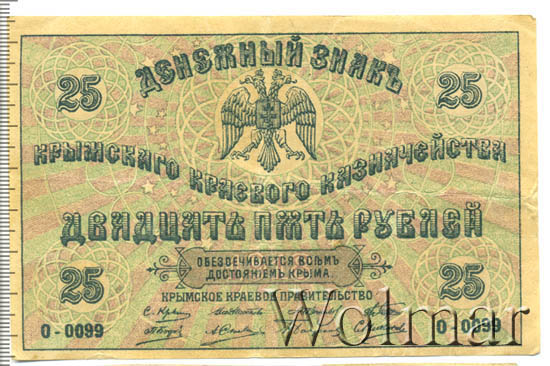 ДЕНЕЖНЫЙ ЗНАКЪ
25 25
КРЫМСКАГО КРАЕВОГО КАЗНАЧЕЙСТВА
ДВАДЦАТЬ ПЯТЬ РУБЛЕЙ
ОБЕЗПЕЧИВАЕТСЯ ВСѢМЪ
ДОСТОЯНІЕМЪ КРЫМА.
25 25
КРЫМСКОЕ КРАЕВОЕ ПРАВИТЕЛЬСТВО
О-0099 О-0099
Wolmar